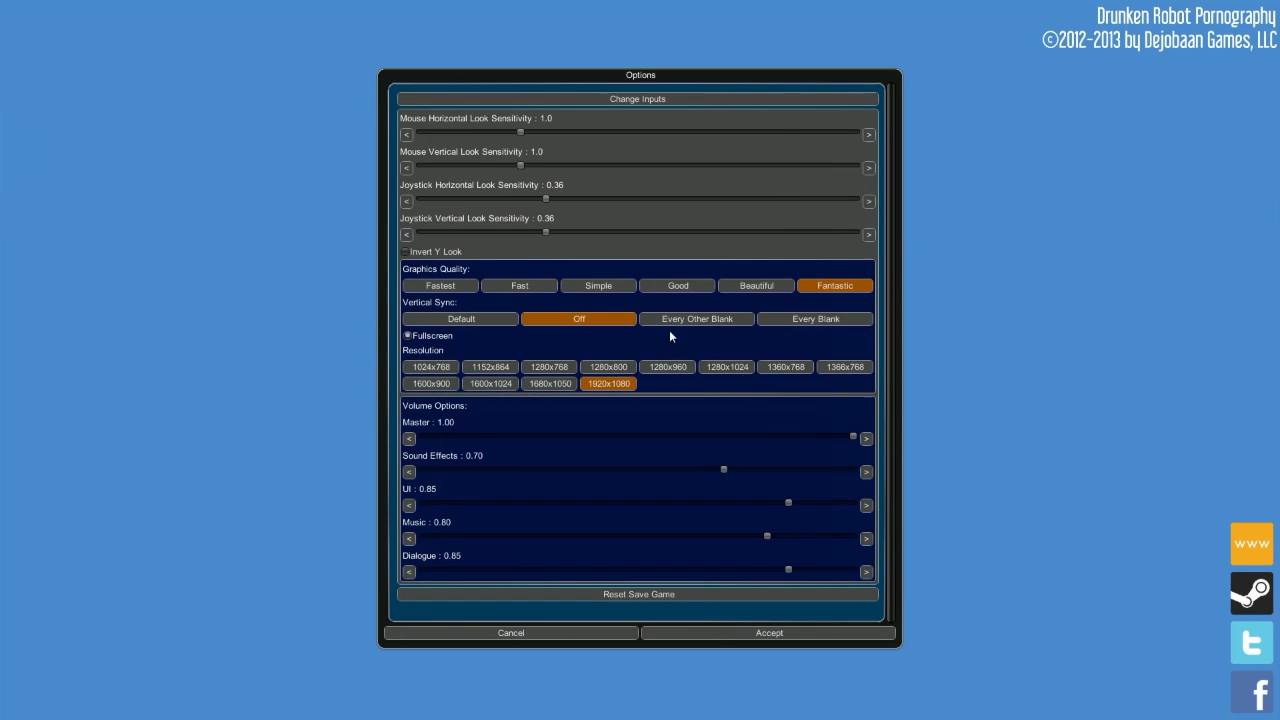 Drunken Robot Pornography
©2012-2013 by Dejobaan Games, LLC
Options
Change Inputs
Mouse Horizontal Look Sensitivity : 1.0
< >
Mouse Vertical Look Sensitivity : 1.0
< >
Joystick Horizontal Look Sensitivity : 0.36
< >
Joystick Vertical Look Sensitivity : 0.36
< >
Invert Y Look
Graphics Quality:
Fastest Fast Simple Good Beautiful Fantastic
Vertical Sync:
Default Off Every Other Blank Every Blank
Fullscreen
Resolution
1024x768 1152x864 1280x768 1280x800 1280x960 1280x1024 1360x768 1366x768
1600x900 1600x1024 1680x1050 1920x1080
Volume Options:
Master : 1.00
< >
Sound Effects : 0.70
< >
UI : 0.85
< >
Music : 0.80
< >
Dialogue : 0.85
< >
Reset Save Game
Cancel Accept
www
t
f